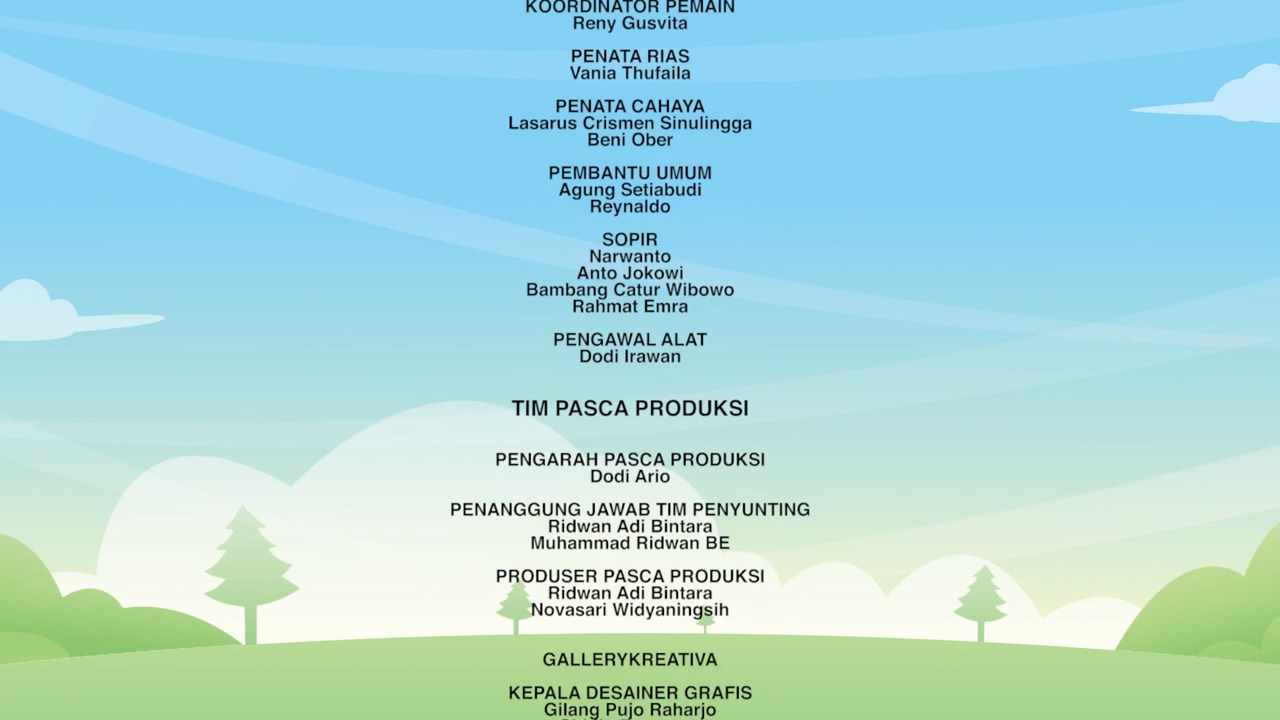 KOORDINATOR PEMAIN
Reny Gusvita
PENATA RIAS
Vania Thufaila
PENATA CAHAYA
Lasarus Crismen Sinulingga
Beni Ober
PEMBANTU UMUM
Agung Setiabudi
Reynaldo
SOPIR
Narwanto
Anto Jokowi
Bambang Catur Wibowo
Rahmat Emra
PENGAWAL ALAT
Dodi Irawan
TIM PASCA PRODUKSI
PENGARAH PASCA PRODUKSI
Dodi Ario
PENANGGUNG JAWAB TIM PENYUNTING
Ridwan Adi Bintara
Muhammad Ridwan BE
PRODUSER PASCA PRODUKSI
Ridwan Adi Bintara
Novasari Widyaningsih
GALLERYKREATIVA
KEPALA DESAINER GRAFIS
Gilang Pujo Raharjo